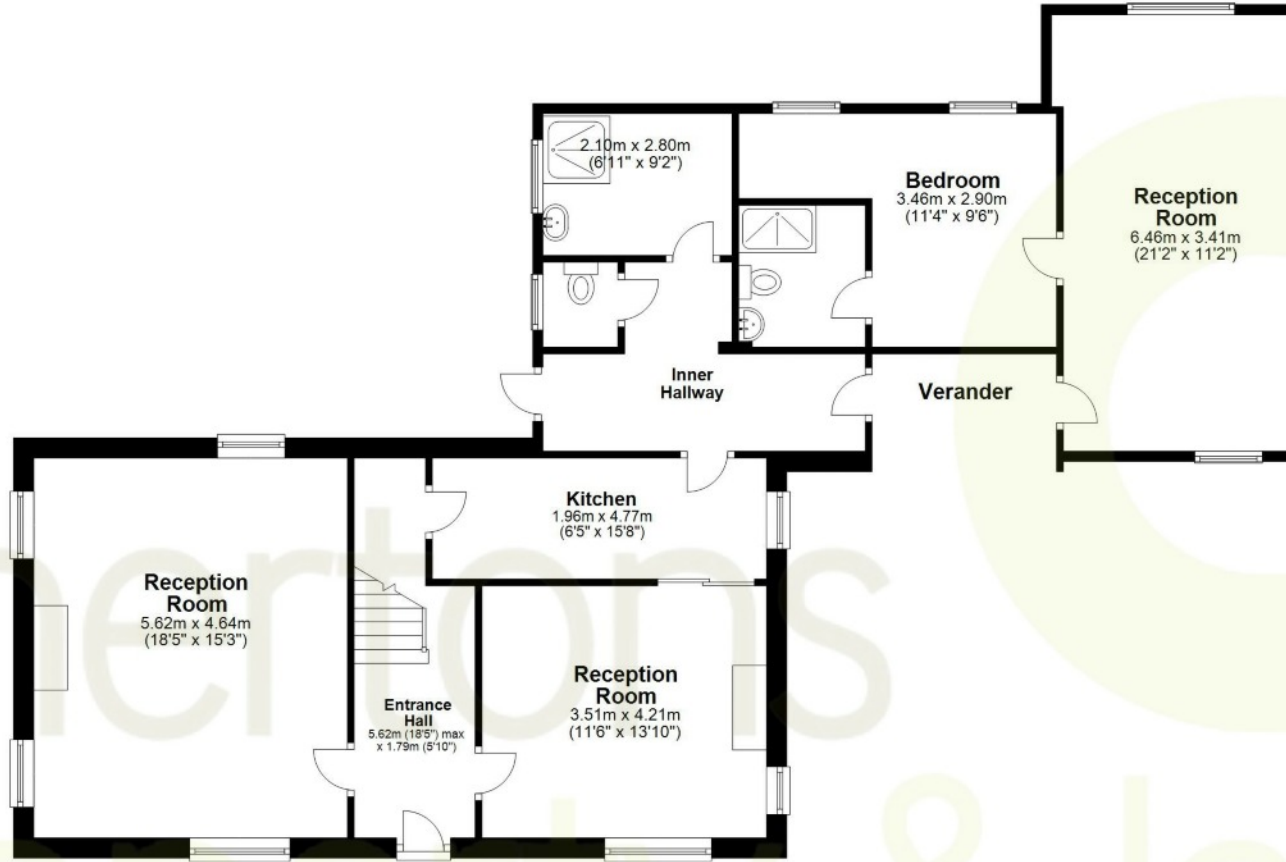 2.10m x 2.80m
(6'11" x 9'2")
Bedroom
3.46m x 2.90m
(11'4" x 9'6")
Reception
Room
6.46m x 3.41m
(21'2" x 11'2")
Inner
Hallway
Verander
Kitchen
1.96m x 4.77m
(6'5" x 15'8")
Reception
Room
5.62m x 4.64m
(18'5" x 15'3")
Entrance
Hall
5.62m (18'5") max
x 1.79m (5'10")
Reception
Room
3.51m x 4.21m
(11'6" x 13'10")